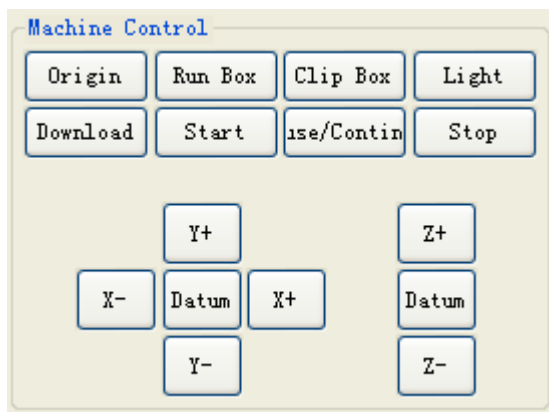 Machine Control
Origin Run Box Clip Box Light
Download Start use/Contin Stop
Y+ Z+
X- Datum X+ Datum
Y- Z-